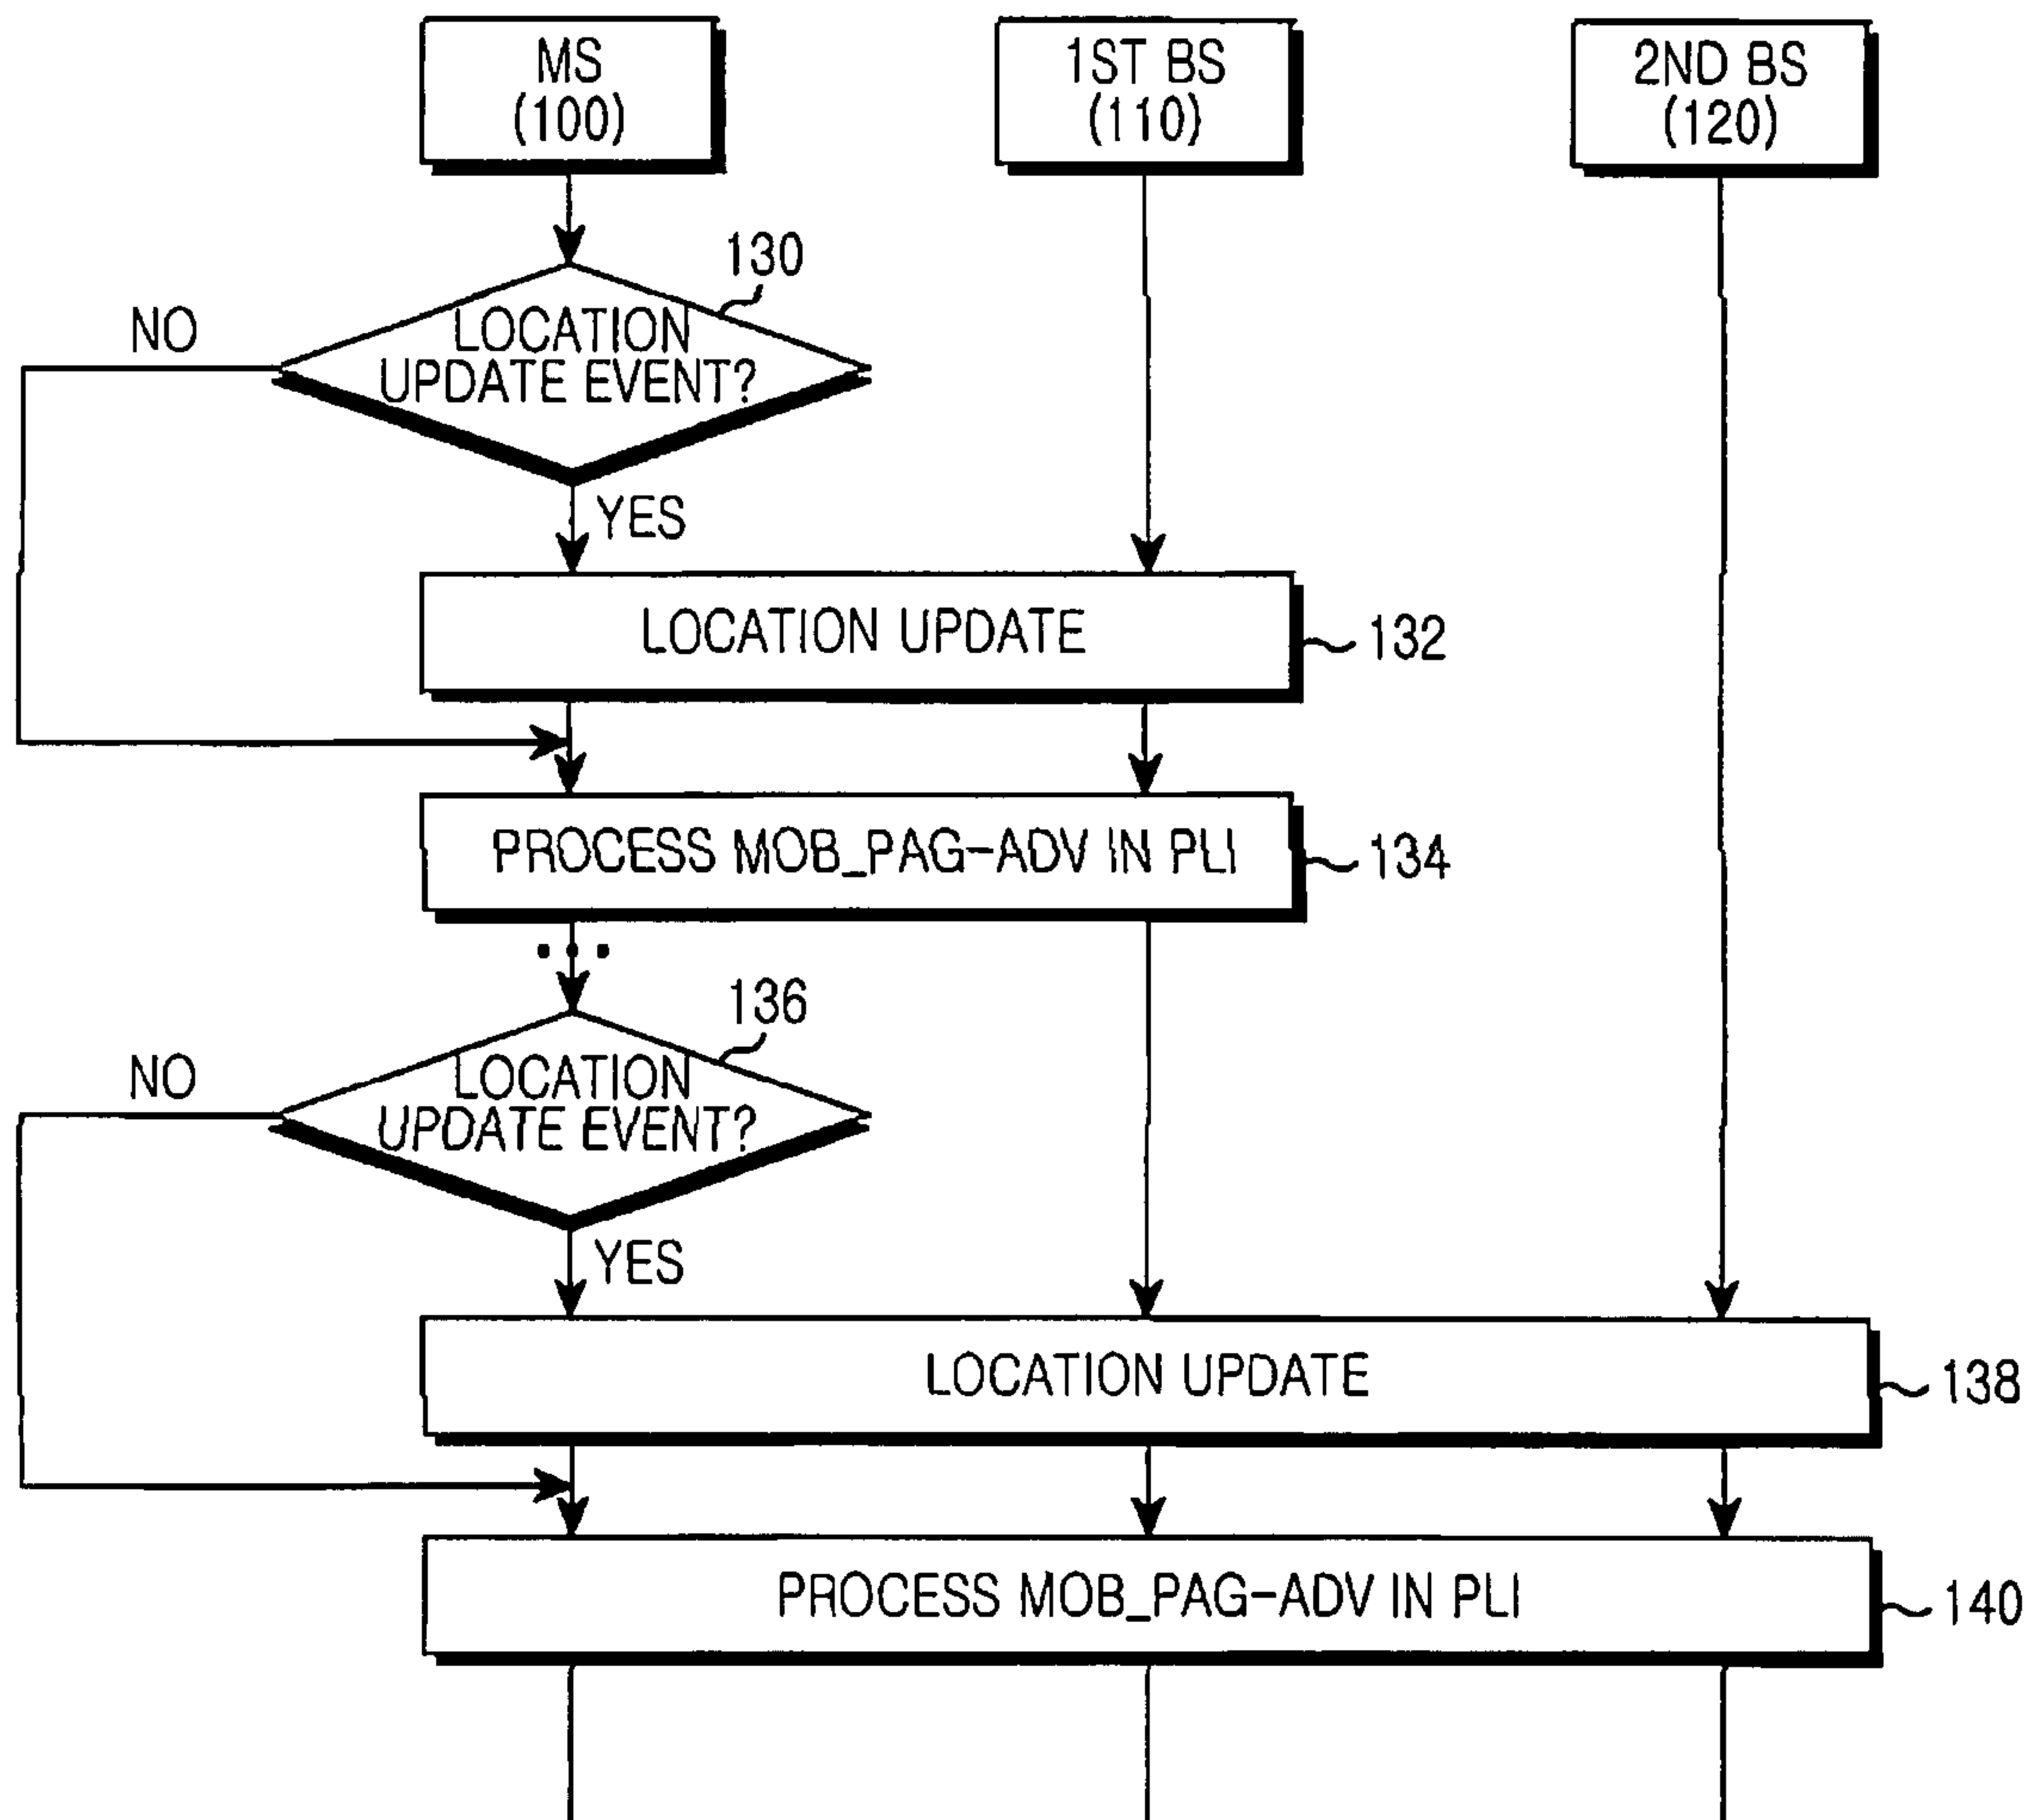 MS
(100)
1ST BS
(110)
2ND BS
(120)
130
NO
LOCATION
UPDATE EVENT?
YES
LOCATION UPDATE
132
PROCESS MOB_PAG-ADV IN PLI
134
136
NO
LOCATION
UPDATE EVENT?
YES
LOCATION UPDATE
138
PROCESS MOB_PAG-ADV IN PLI
140